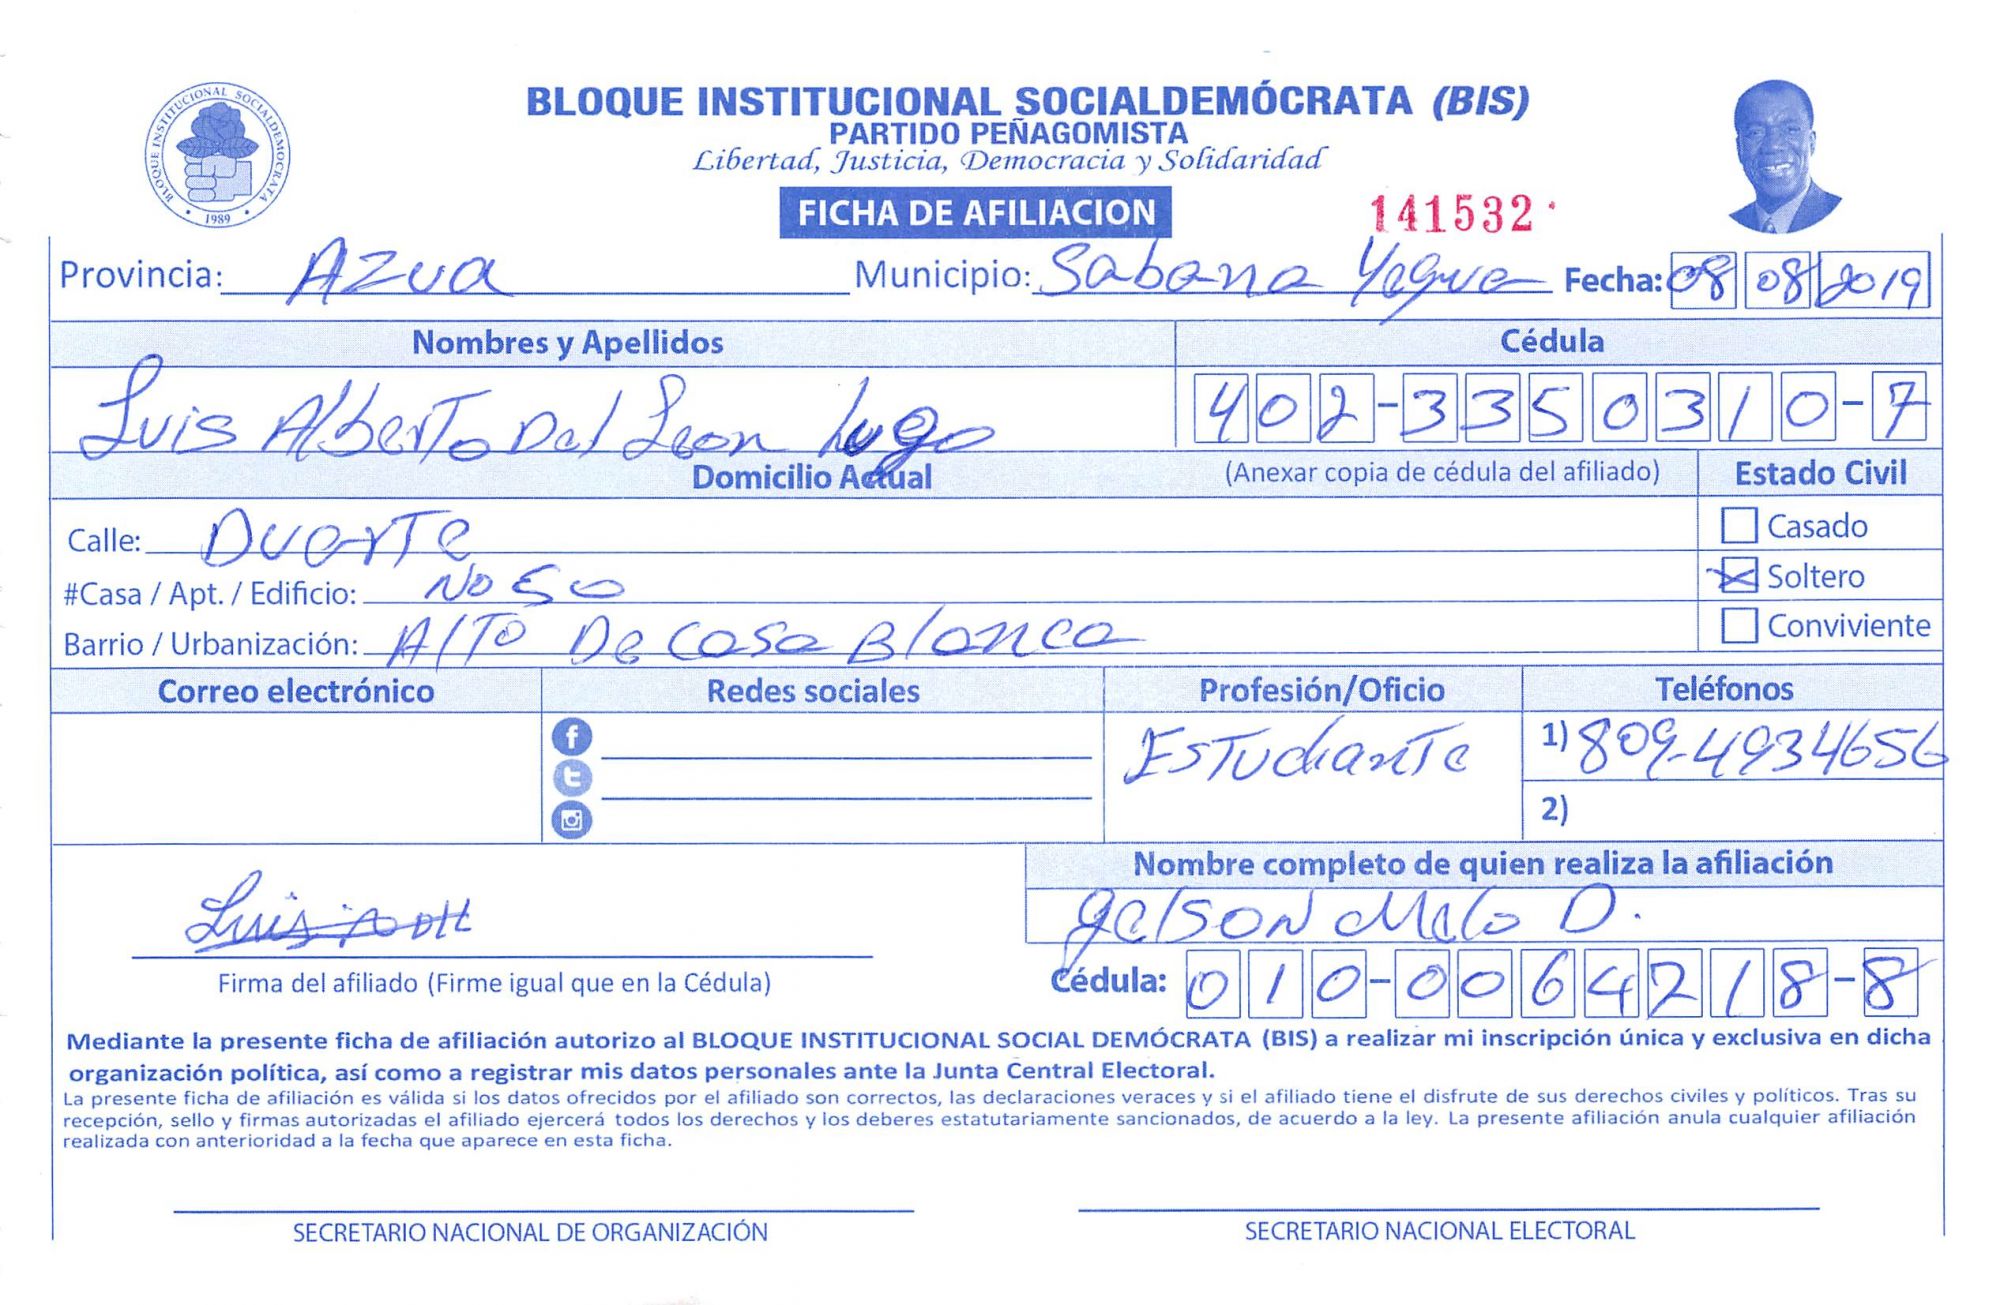 BLOQUE INSTITUCIONAL SOCIALDEMOCRATA
1989
BLOQUE INSTITUCIONAL SOCIALDEMÓCRATA (BIS)
PARTIDO PEÑAGOMISTA
Libertad, Justicia, Democracia y Solidaridad
FICHA DE AFILIACION 141532
Provincia: Azua Municipio: Sabana Yegua Fecha: 08 08 2019
Nombres y Apellidos Cédula
Luis Alberto Del Leon Lugo 402-3350310-7
Domicilio Actual (Anexar copia de cédula del afiliado) Estado Civil
Calle: Duarte Casado
#Casa / Apt. / Edificio: No 50 Soltero
Barrio / Urbanización: Alto De Casa Blanca Conviviente
Correo electrónico Redes sociales Profesión/Oficio Teléfonos
Estudiante 1) 809-4934656
2)
Nombre completo de quien realiza la afiliación
Luis Gelson Melo D.
Firma del afiliado (Firme igual que en la Cédula) Cédula: 010-0064218-8
Mediante la presente ficha de afiliación autorizo al BLOQUE INSTITUCIONAL SOCIAL DEMÓCRATA (BIS) a realizar mi inscripción única y exclusiva en dicha
organización política, así como a registrar mis datos personales ante la Junta Central Electoral.
La presente ficha de afiliación es válida si los datos ofrecidos por el afiliado son correctos, las declaraciones veraces y si el afiliado tiene el disfrute de sus derechos civiles y políticos. Tras su
recepción, sello y firmas autorizadas el afiliado ejercerá todos los derechos y los deberes estatutariamente sancionados, de acuerdo a la ley. La presente afiliación anula cualquier afiliación
realizada con anterioridad a la fecha que aparece en esta ficha.
SECRETARIO NACIONAL DE ORGANIZACIÓN SECRETARIO NACIONAL ELECTORAL